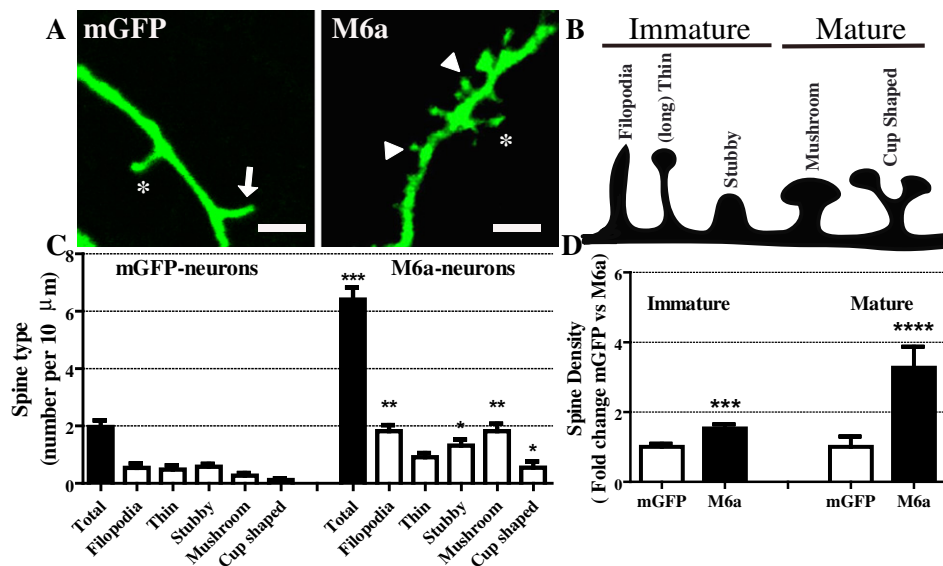 A
mGFP
M6a
*
*
B
Immature
Mature
Filopodia
(long) Thin
Stubby
Mushroom
Cup Shaped
C
mGFP-neurons
M6a-neurons
Spine type
(number per 10 μm)
8
6
4
2
0
***
**
*
**
*
Total
Filopodia
Thin
Stubby
Mushroom
Cup shaped
Total
Filopodia
Thin
Stubby
Mushroom
Cup shaped
D
Spine Density
( Fold change mGFP vs M6a)
6
4
2
0
Immature
Mature
***
****
mGFP
M6a
mGFP
M6a